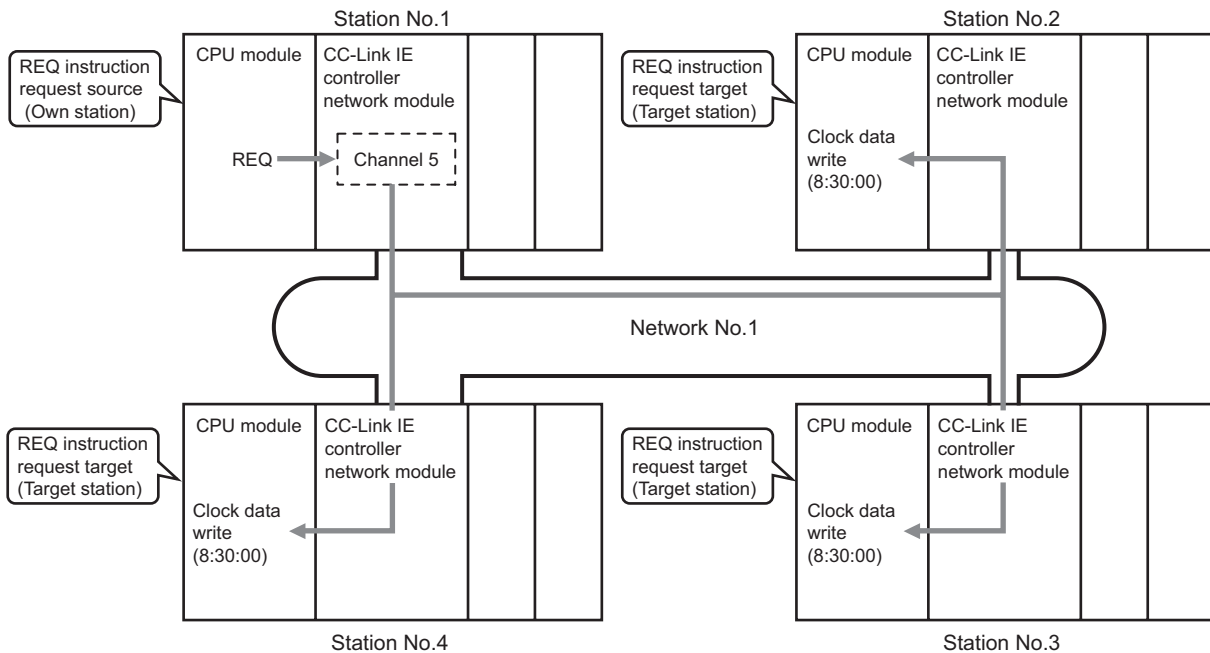 Station No.1
REQ instruction
request source
(Own station)
CPU module
CC-Link IE
controller
network module
REQ
Channel 5
Station No.2
REQ instruction
request target
(Target station)
CPU module
CC-Link IE
controller
network module
Clock data
write
(8:30:00)
Network No.1
REQ instruction
request target
(Target station)
CPU module
CC-Link IE
controller
network module
Clock data
write
(8:30:00)
Station No.4
REQ instruction
request target
(Target station)
CPU module
CC-Link IE
controller
network module
Clock data
write
(8:30:00)
Station No.3